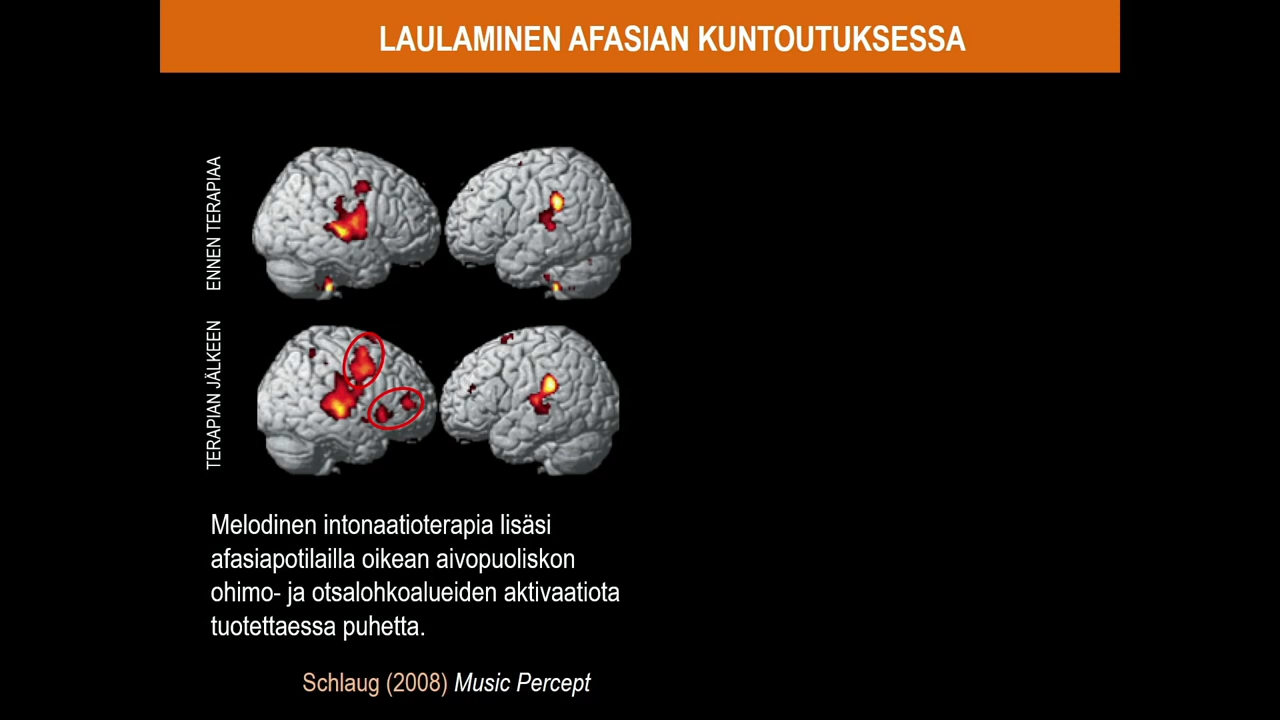 LAULAMINEN AFASIAN KUNTOUTUKSESSA
ENNEN TERAPIAA
TERAPIAN JÄLKEEN
Melodinen intonaatioterapia lisäsi
afasiapotilailla oikean aivopuoliskon
ohimo- ja otsalohkoalueiden aktivaatiota
tuotettaessa puhetta.
Schlaug (2008) Music Percept